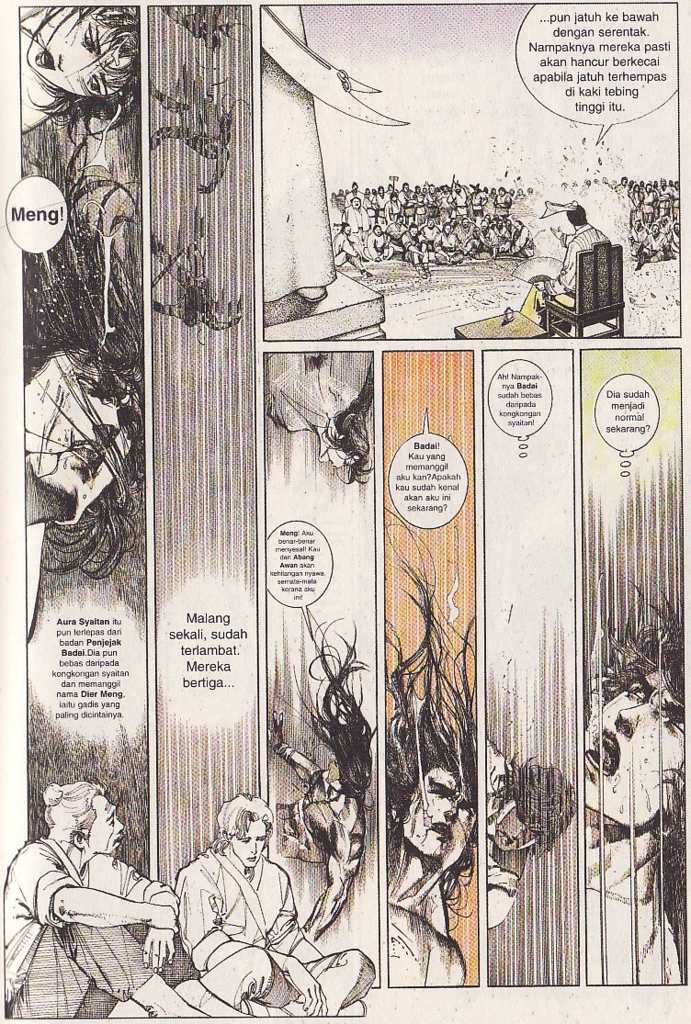 Meng!
Aura Syaitan itu
pun terlepas dari
badan Penjejak
Badai.Dia pun
bebas daripada
kongkongan syaitan
dan memanggil
nama Dier Meng,
iaitu gadis yang
paling dicintainya.
Malang
sekali, sudah
terlambat.
Mereka
bertiga...
...pun jatuh ke bawah
dengan serentak.
Nampaknya mereka pasti
akan hancur berkecai
apabila jatuh terhempas
di kaki tebing
tinggi itu.
Meng! Aku
benar-benar
menyesal! Kau
dan Abang
Awan akan
kehilangan nyawa,
semata-mata
kerana aku
ini!
Badai!
Kau yang
memanggil
aku kan?Apakah
kau sudah kenal
akan aku ini
sekarang?
Ah! Nampak-
nya Badai
sudah bebas
daripada
kongkongan
syaitan!
Dia sudah
menjadi
normal
sekarang?